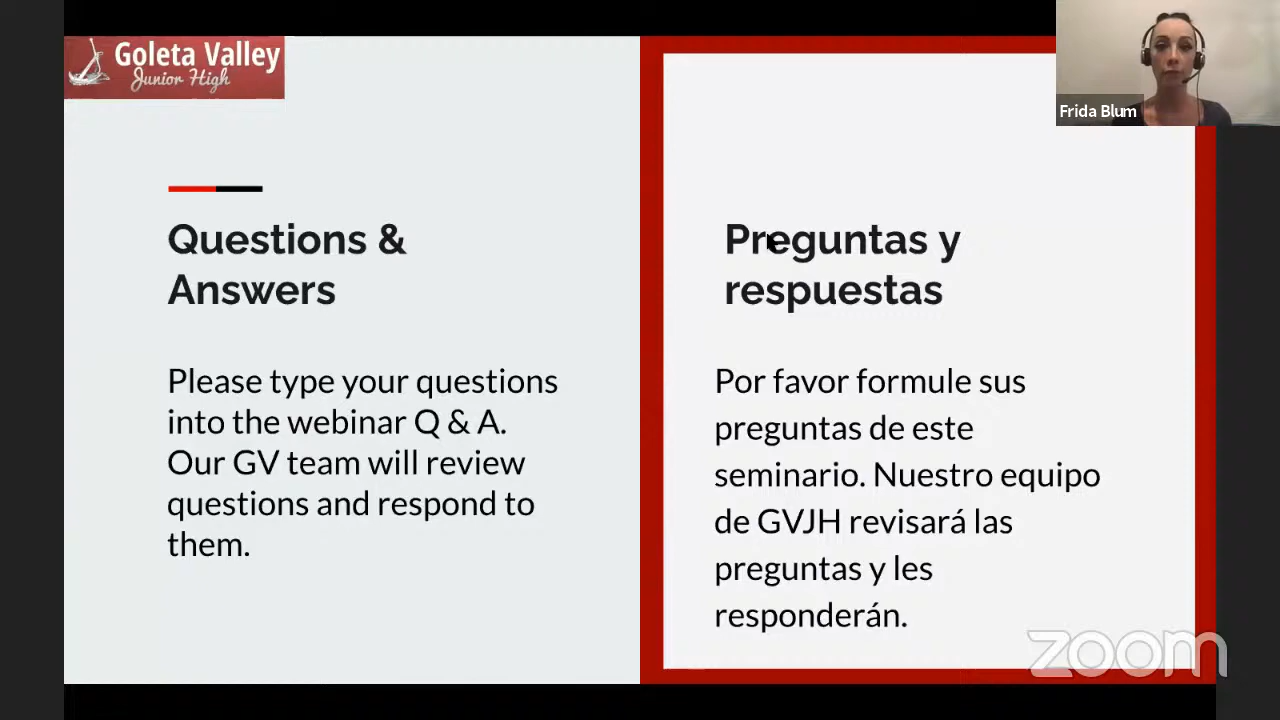 Goleta Valley
Junior High
Frida Blum
Questions &
Answers
Please type your questions
into the webinar Q & A.
Our GV team will review
questions and respond to
them.
Preguntas y
respuestas
Por favor formule sus
preguntas de este
seminario. Nuestro equipo
de GVJH revisará las
preguntas y les
responderán.
zoom